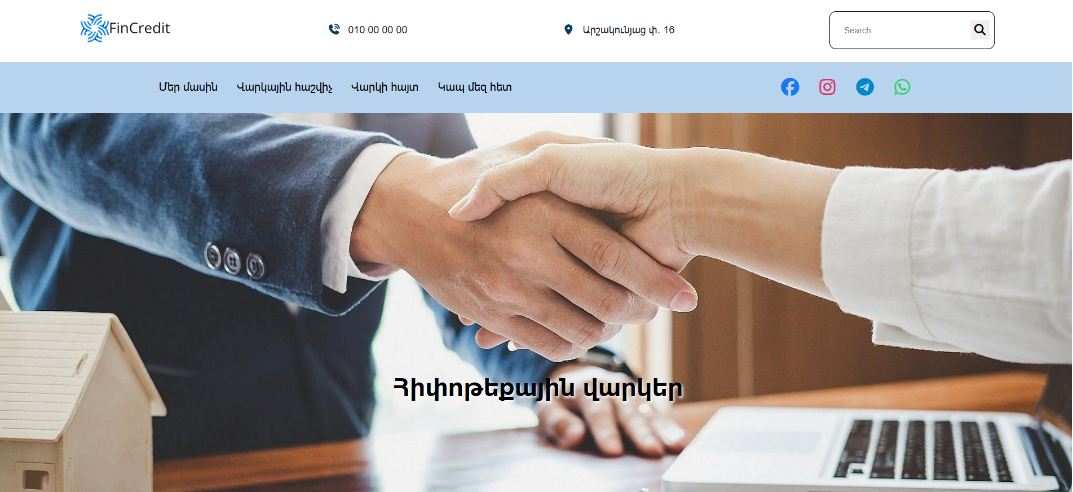 FinCredit
010 00 00 00
Արշակունյաց փ. 16
Search
Մեր մասին
Վարկային հաշվիչ
Վարկի հայտ
Կապ մեզ հետ
Հիփոթեքային վարկեր